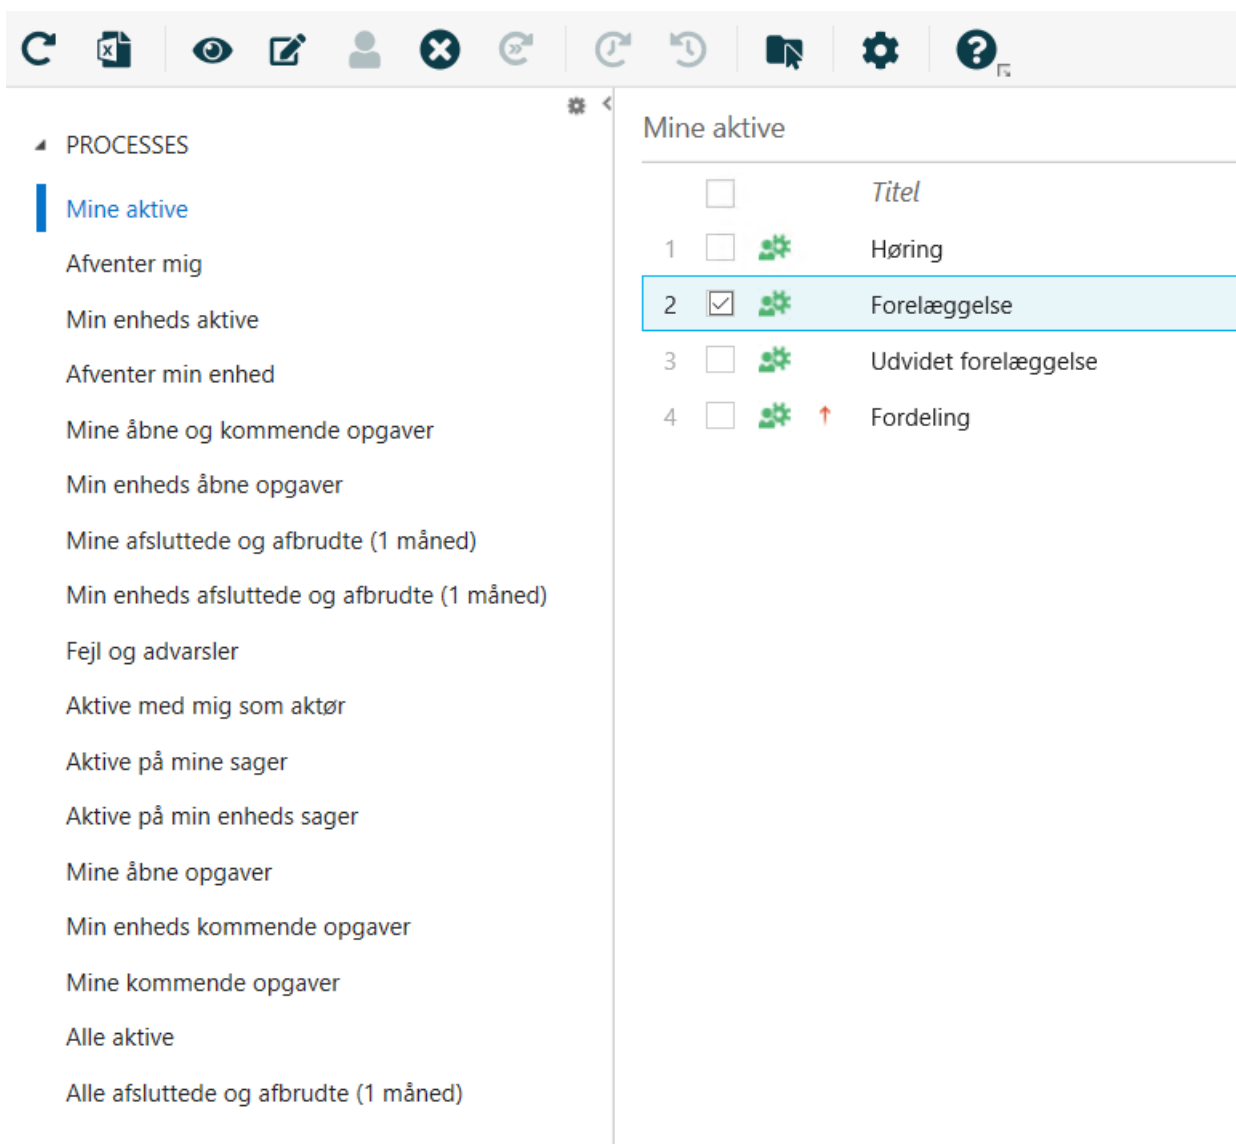 PROCESSES
Mine aktive
Afventer mig
Min enheds aktive
Afventer min enhed
Mine åbne og kommende opgaver
Min enheds åbne opgaver
Mine afsluttede og afbrudte (1 måned)
Min enheds afsluttede og afbrudte (1 måned)
Fejl og advarsler
Aktive med mig som aktør
Aktive på mine sager
Aktive på min enheds sager
Mine åbne opgaver
Min enheds kommende opgaver
Mine kommende opgaver
Alle aktive
Alle afsluttede og afbrudte (1 måned)
Mine aktive
Titel
1 Høring
2 Forelæggelse
3 Udvidet forelæggelse
4 Fordeling